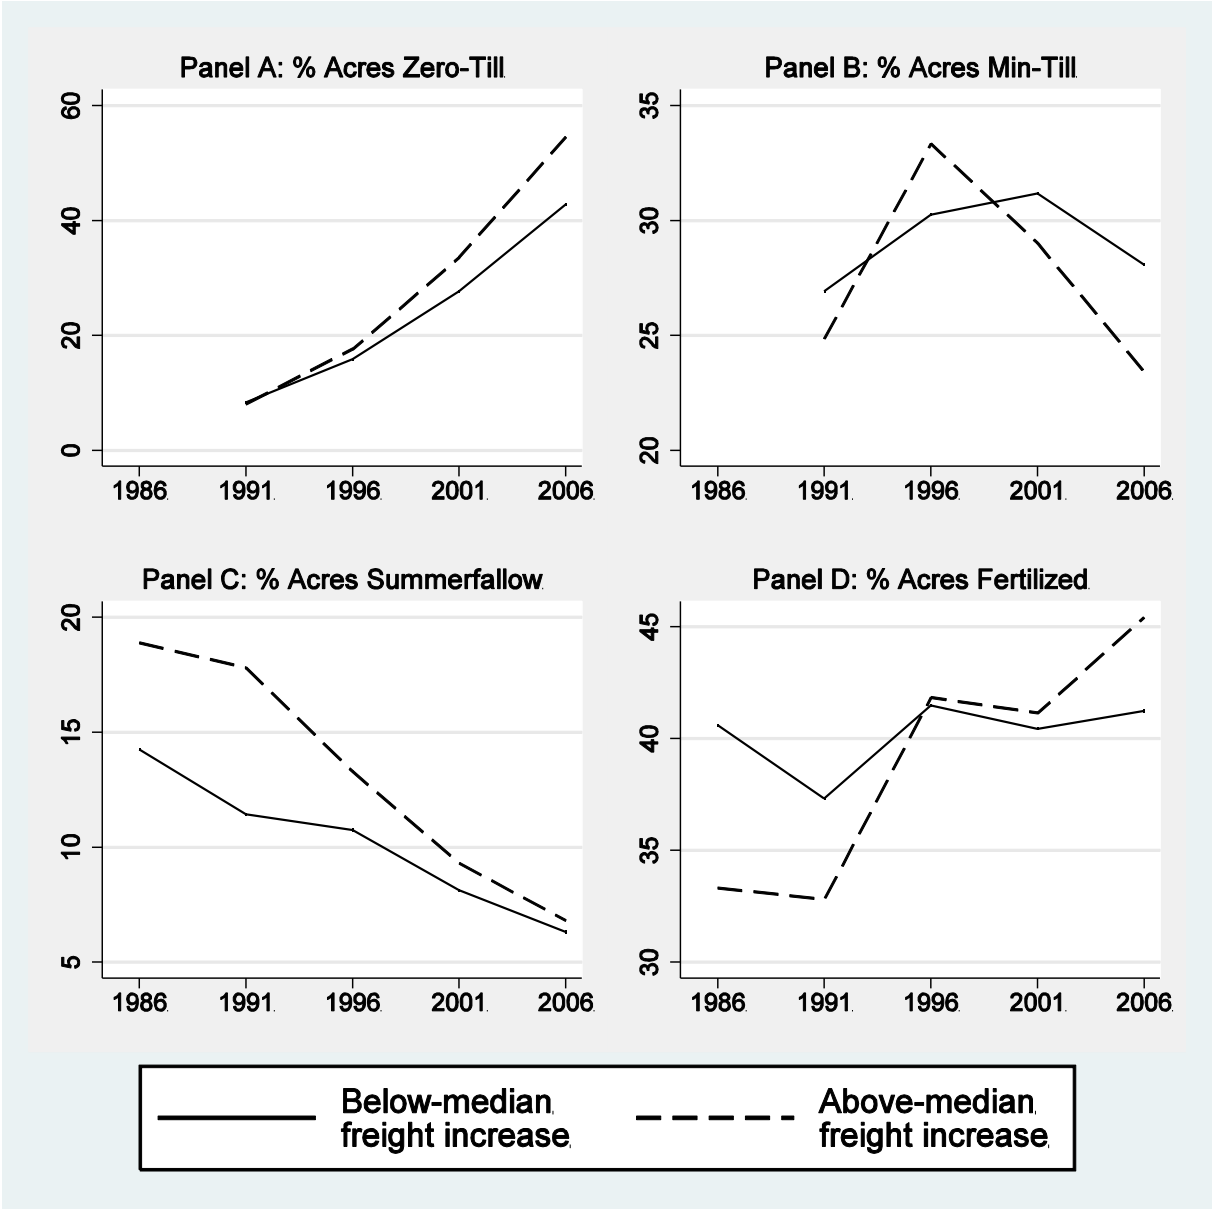 Panel A: % Acres Zero-Till
60
40
20
0
1986 1991 1996 2001 2006
Panel B: % Acres Min-Till
35
30
25
20
1986 1991 1996 2001 2006
Panel C: % Acres Summerfallow
20
15
10
5
1986 1991 1996 2001 2006
Panel D: % Acres Fertilized
45
40
35
30
1986 1991 1996 2001 2006
Below-median
freight increase
Above-median
freight increase